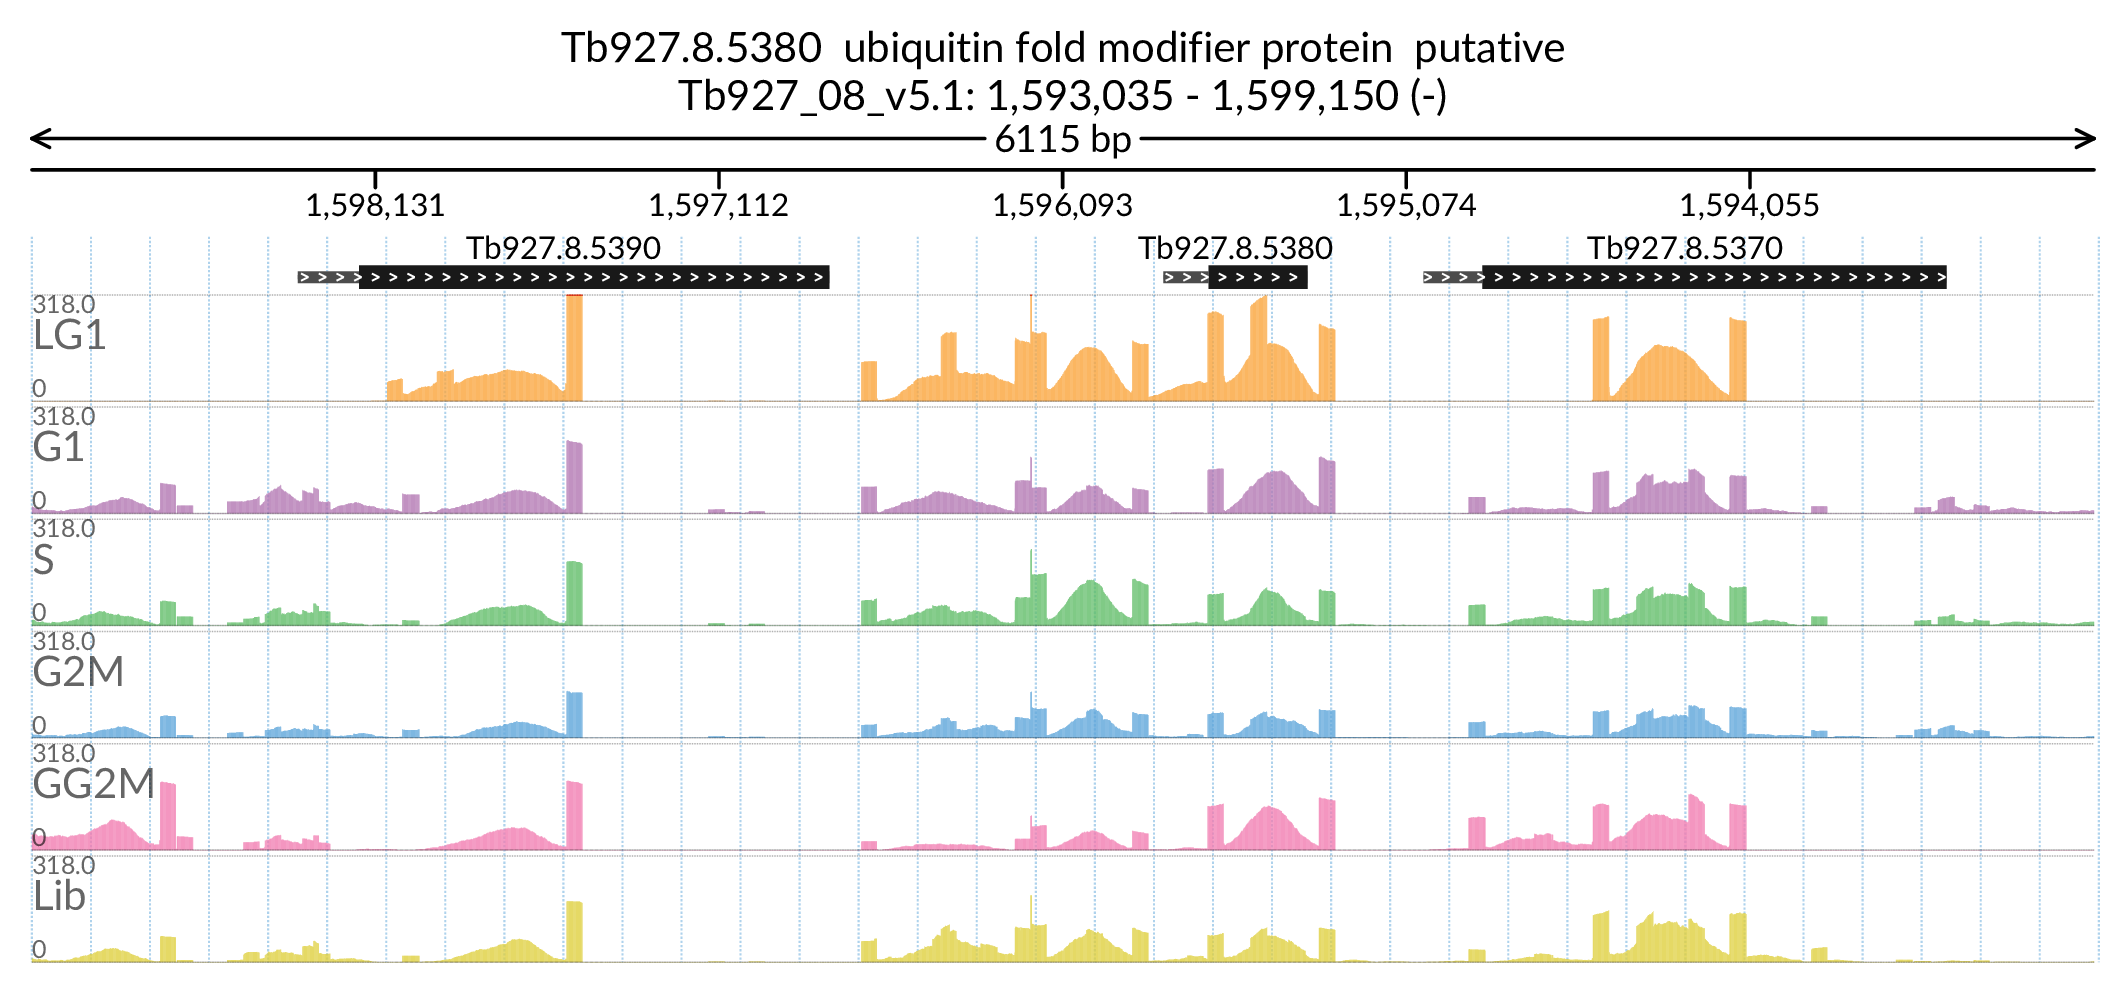 Tb927.8.5380  ubiquitin fold modifier protein  putative
Tb927_08_v5.1: 1,593,035 - 1,599,150 (-)
6115 bp
1,598,131 1,597,112 1,596,093 1,595,074 1,594,055
Tb927.8.5390 Tb927.8.5380 Tb927.8.5370
318.0
LG1
0
318.0
G1
0
318.0
S
0
318.0
G2M
0
318.0
GG2M
0
318.0
Lib
0